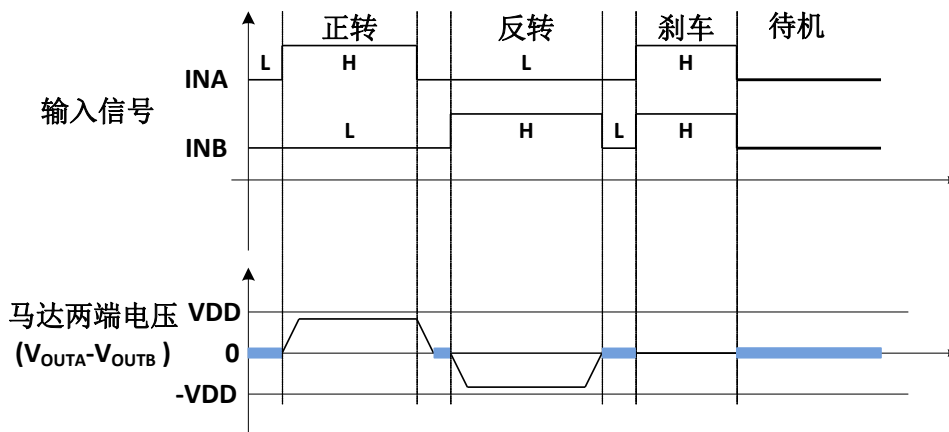 正转 反转 刹车 待机
L H L H
INA
输入信号
L H L H
INB
马达两端电压 VDD
(VOUTA-VOUTB ) 0
-VDD